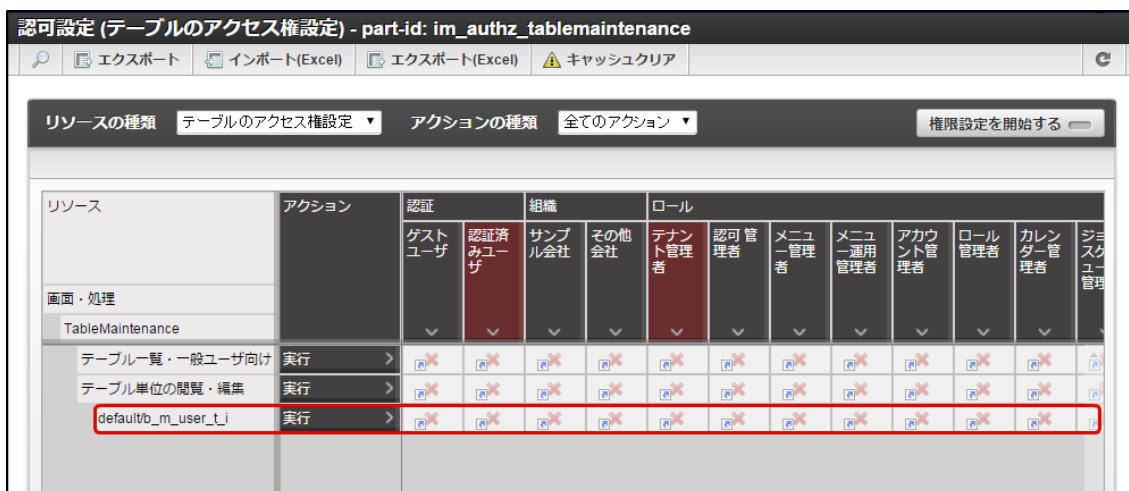 認可設定 (テーブルのアクセス権設定) - part-id: im_authz_tablemaintenance
エクスポート インポート(Excel) エクスポート(Excel) キャッシュクリア
リソースの種類 テーブルのアクセス権設定 アクションの種類 全てのアクション 権限設定を開始する
リソース アクション 認証 組織 ロール
ゲストユーザ 認証済みユーザ サンプル会社 その他会社 テナント管理者 認可管理者 メニュー管理者 メニュー運用管理者 アカウント管理者 ロール管理者 カレンダー管理者
画面・処理
TableMaintenance
テーブル一覧・一般ユーザ向け 実行
テーブル単位の閲覧・編集 実行
default/b_m_user_t_i 実行